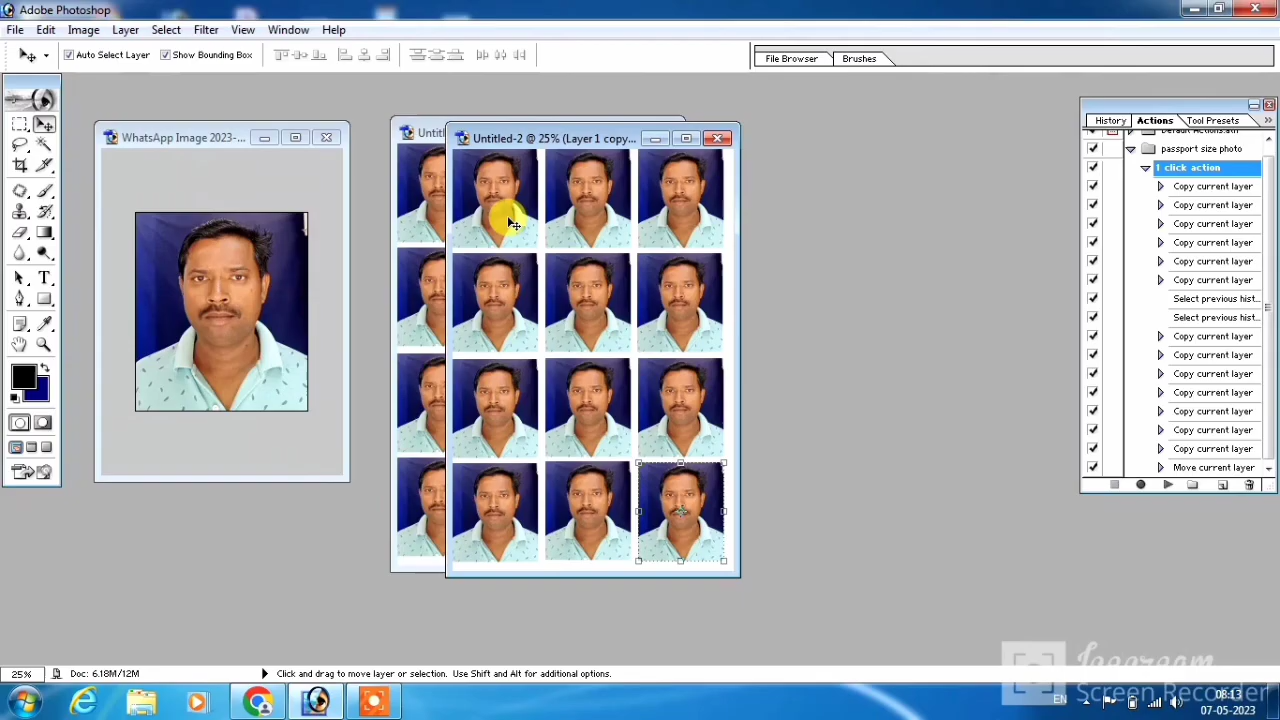 Adobe Photoshop
File Edit Image Layer Select Filter View Window Help
Auto Select Layer Show Bounding Box
File Browser Brushes
WhatsApp Image 2023-...
Untitl
Untitled-2 @ 25% (Layer 1 copy...
History Actions Tool Presets
Default Actions.atn
passport size photo
1 click action
Copy current layer
Copy current layer
Copy current layer
Copy current layer
Copy current layer
Copy current layer
Select previous hist...
Select previous hist...
Copy current layer
Copy current layer
Copy current layer
Copy current layer
Copy current layer
Copy current layer
Copy current layer
Move current layer
25% Doc: 6.18M/12M Click and drag to move layer or selection. Use Shift and Alt for additional options.
Icecream
Screen Recorder
EN 08:13
07-05-2023